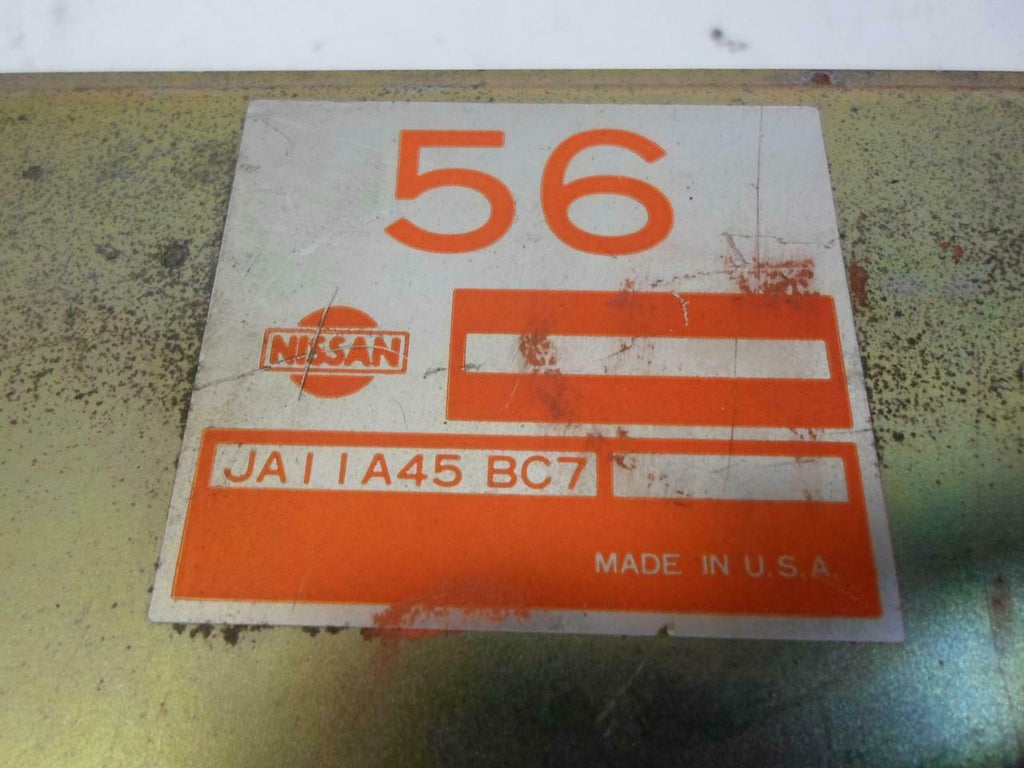 56
NISSAN
JA11A45 BC7
MADE IN U.S.A.